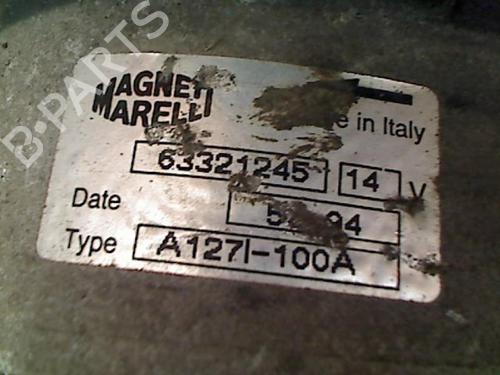 B-PARTS
MAGNETI
MARELLI
in Italy
63321245 14 V
Date
Type A127I-100A